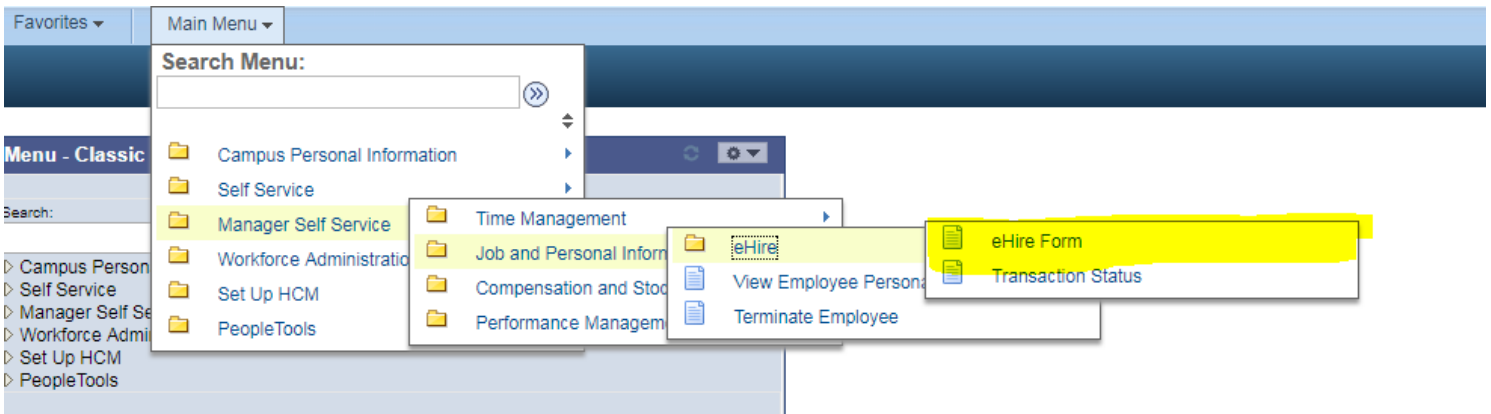 Favorites
Main Menu
Search Menu:
Menu - Classic
Search:
Campus Person
Self Service
Manager Self Se
Workforce Admi
Set Up HCM
PeopleTools
Campus Personal Information
Self Service
Manager Self Service
Workforce Administratio
Set Up HCM
PeopleTools
Time Management
Job and Personal Inform
Compensation and Stoc
Performance Managem
eHire
View Employee Persona
Terminate Employee
eHire Form
Transaction Status